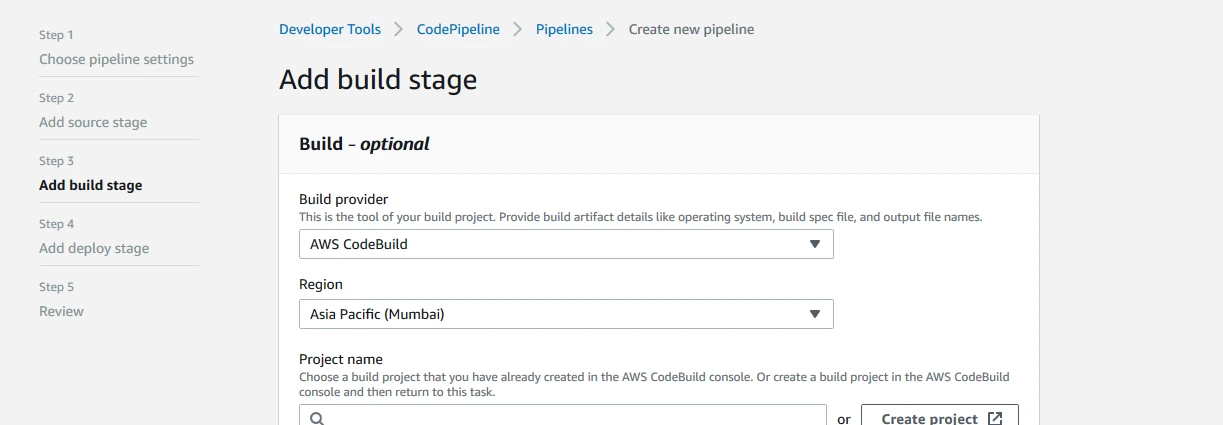 Step 1
Choose pipeline settings
Step 2
Add source stage
Step 3
Add build stage
Step 4
Add deploy stage
Step 5
Review
Developer Tools > CodePipeline > Pipelines > Create new pipeline
Add build stage
Build - optional
Build provider
This is the tool of your build project. Provide build artifact details like operating system, build spec file, and output file names.
AWS CodeBuild
Region
Asia Pacific (Mumbai)
Project name
Choose a build project that you have already created in the AWS CodeBuild console. Or create a build project in the AWS CodeBuild
console and then return to this task.
or Create project